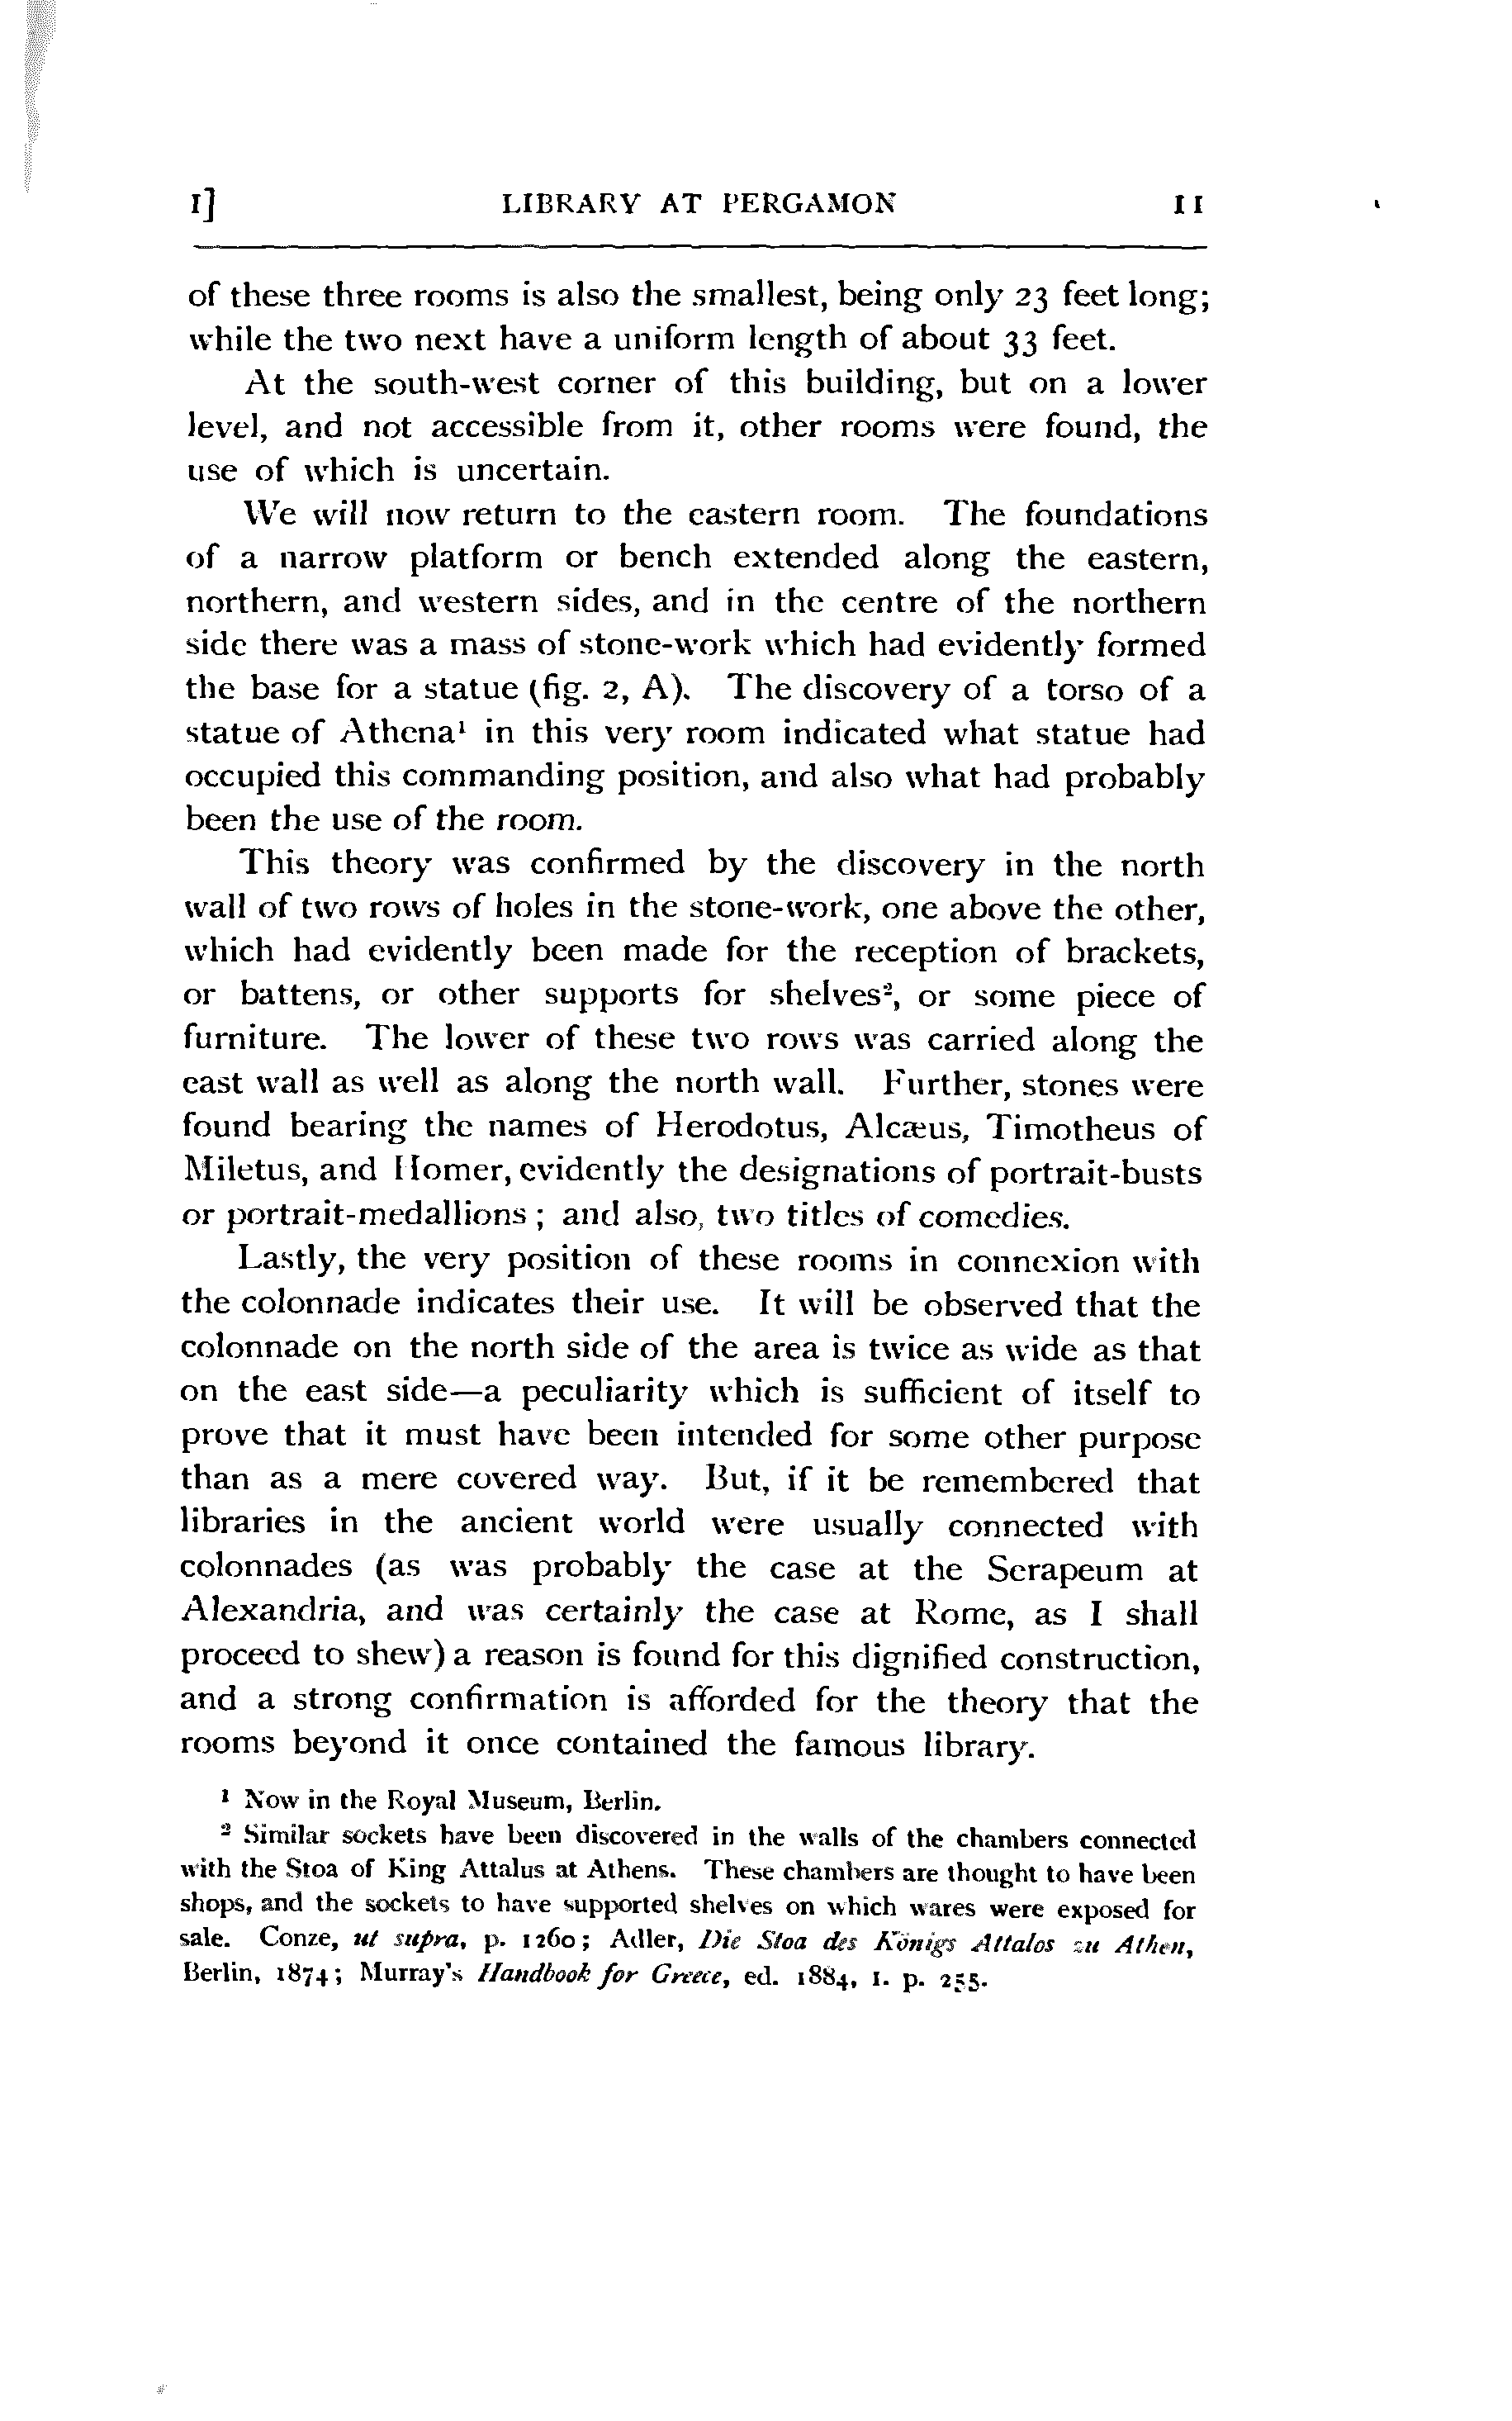 I] LIBRARY AT PERGAMON 11
of these three rooms is also the smallest, being only 23 feet long;
while the two next have a uniform length of about 33 feet.
At the south-west corner of this building, but on a lower
level, and not accessible from it, other rooms were found, the
use of which is uncertain.
We will now return to the eastern room. The foundations
of a narrow platform or bench extended along the eastern,
northern, and western sides, and in the centre of the northern
side there was a mass of stone-work which had evidently formed
the base for a statue (fig. 2, A). The discovery of a torso of a
statue of Athena¹ in this very room indicated what statue had
occupied this commanding position, and also what had probably
been the use of the room.
This theory was confirmed by the discovery in the north
wall of two rows of holes in the stone-work, one above the other,
which had evidently been made for the reception of brackets,
or battens, or other supports for shelves², or some piece of
furniture. The lower of these two rows was carried along the
east wall as well as along the north wall. Further, stones were
found bearing the names of Herodotus, Alcæus, Timotheus of
Miletus, and Homer, evidently the designations of portrait-busts
or portrait-medallions; and also, two titles of comedies.
Lastly, the very position of these rooms in connexion with
the colonnade indicates their use. It will be observed that the
colonnade on the north side of the area is twice as wide as that
on the east side—a peculiarity which is sufficient of itself to
prove that it must have been intended for some other purpose
than as a mere covered way. But, if it be remembered that
libraries in the ancient world were usually connected with
colonnades (as was probably the case at the Serapeum at
Alexandria, and was certainly the case at Rome, as I shall
proceed to shew) a reason is found for this dignified construction,
and a strong confirmation is afforded for the theory that the
rooms beyond it once contained the famous library.
¹ Now in the Royal Museum, Berlin.
² Similar sockets have been discovered in the walls of the chambers connected
with the Stoa of King Attalus at Athens. These chambers are thought to have been
shops, and the sockets to have supported shelves on which wares were exposed for
sale. Conze, ut supra, p. 1260; Adler, Die Stoa des Königs Attalos zu Athen,
Berlin, 1874; Murray's Handbook for Greece, ed. 1884, I. p. 255.